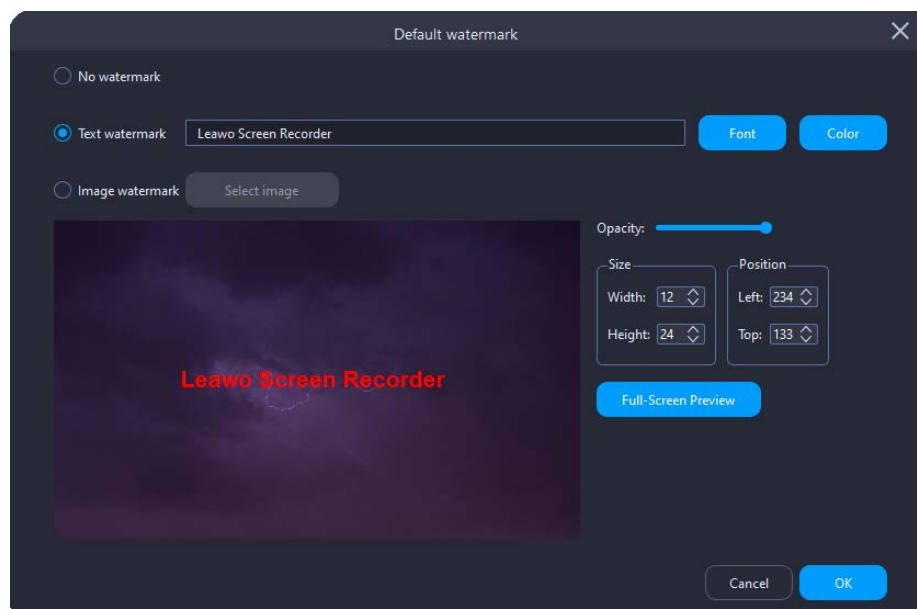 Default watermark
No watermark
Text watermark Leawo Screen Recorder Font Color
Image watermark Select image
Opacity:
Size Position
Width: 12 Left: 234
Height: 24 Top: 133
Leawo Screen Recorder
Full-Screen Preview
Cancel OK